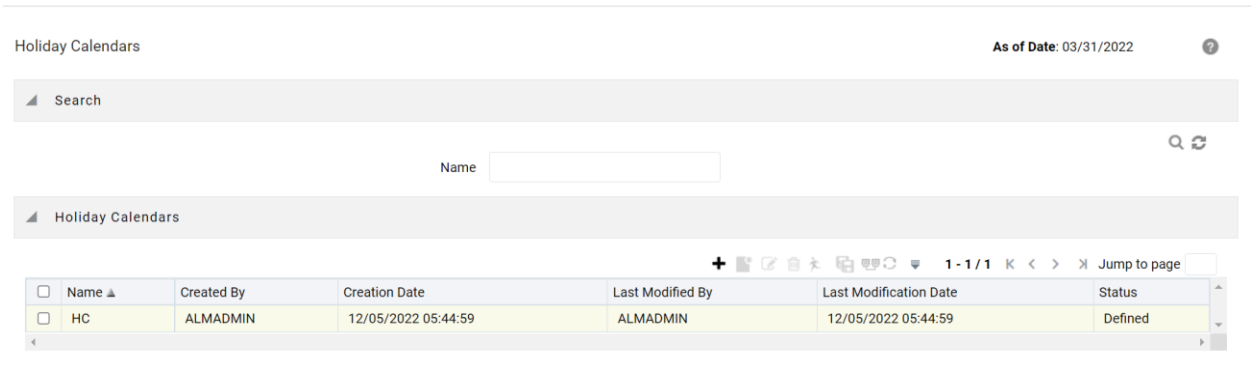 Holiday Calendars As of Date: 03/31/2022 ?
Search
Name
Holiday Calendars
1 - 1 / 1 Jump to page
Name Created By Creation Date Last Modified By Last Modification Date Status
HC ALMADMIN 12/05/2022 05:44:59 ALMADMIN 12/05/2022 05:44:59 Defined